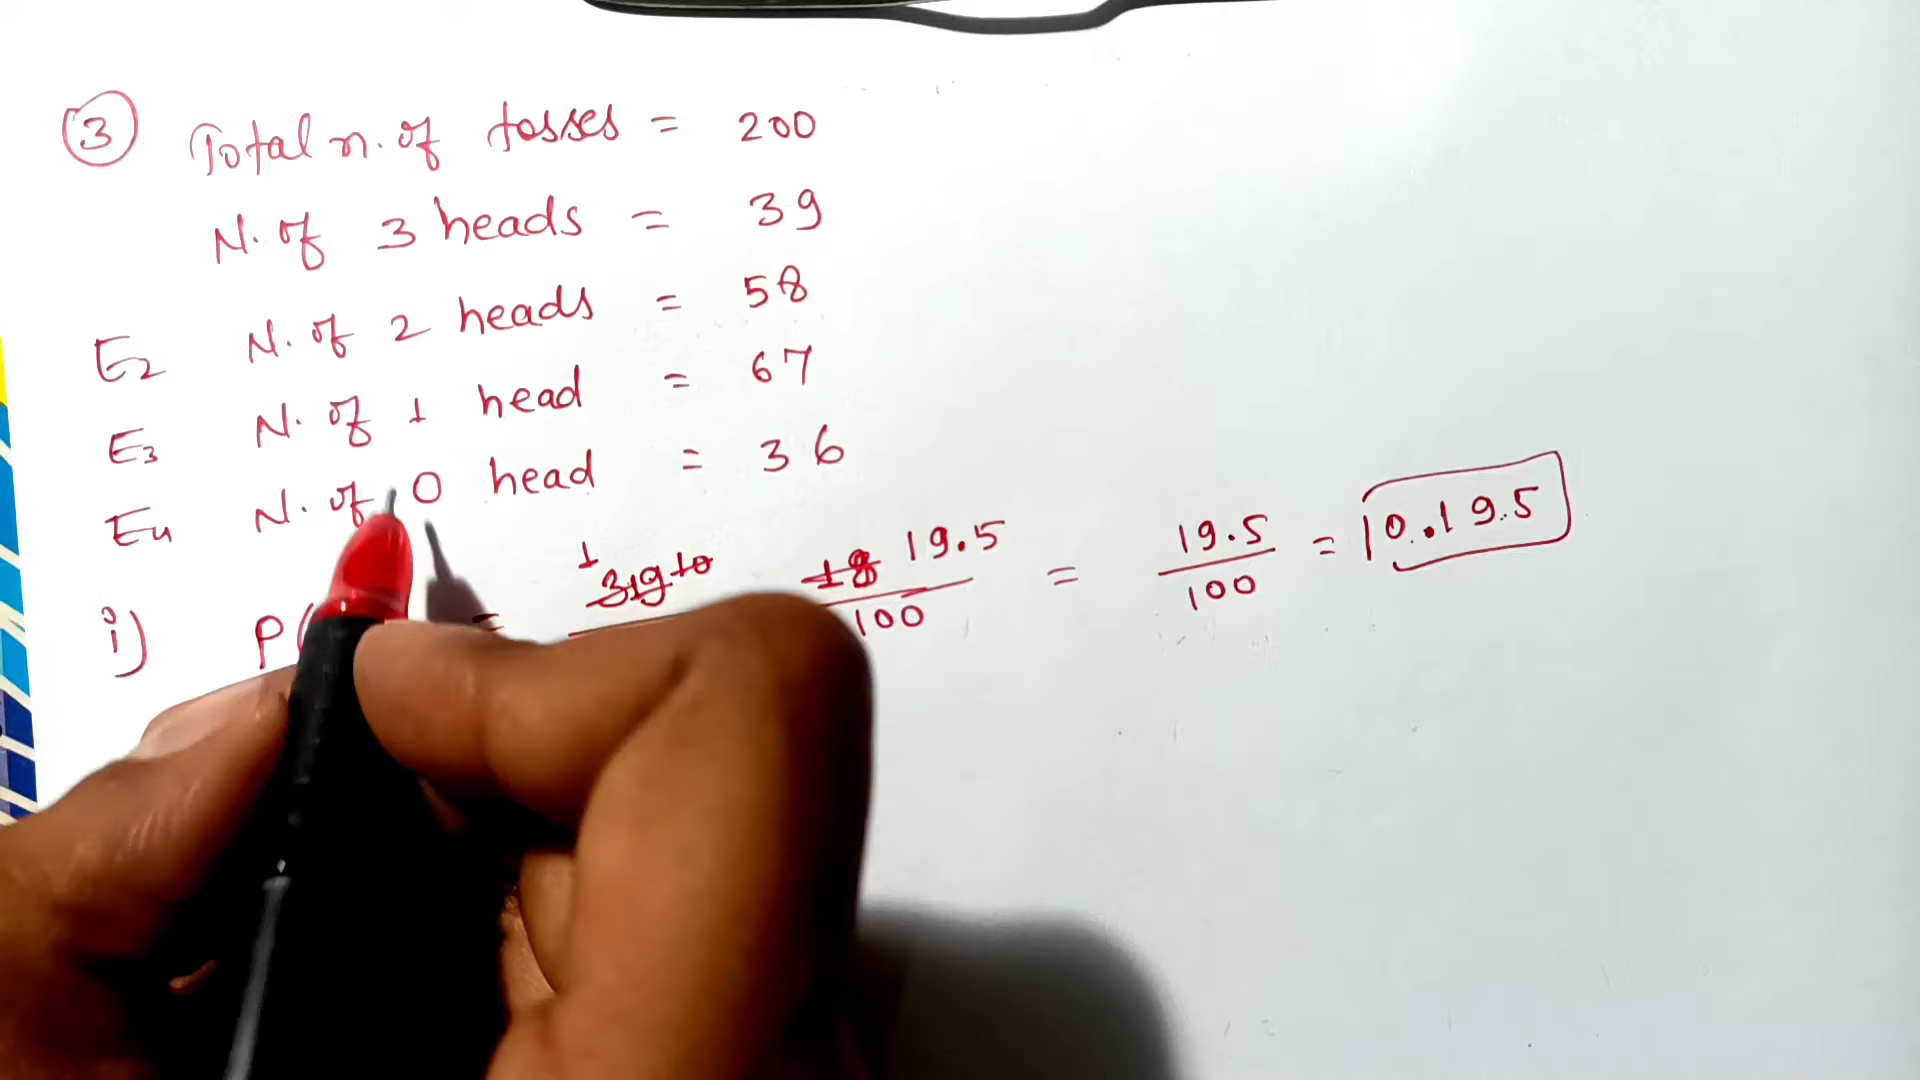 3 Total n. of tosses = 200
N. of 3 heads = 39
E2 N. of 2 heads = 58
E3 N. of 1 head = 67
E4 N. of 0 head = 36
i) P( = 19.5 / 100 = 19.5 / 100 = 0.195